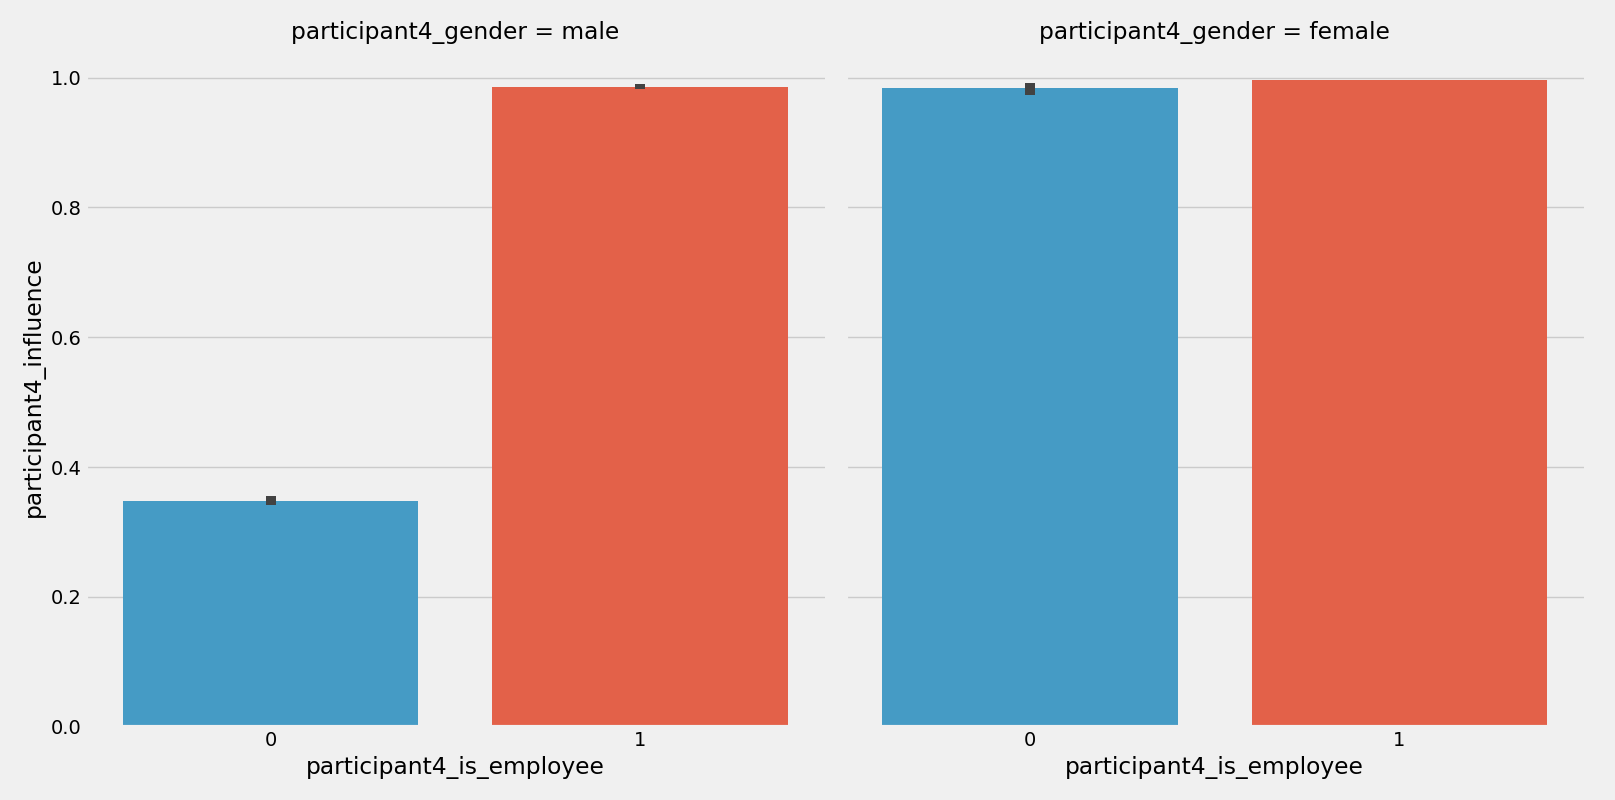 participant4_gender = male
participant4_gender = female
participant4_influence
1.0
0.8
0.6
0.4
0.2
0.0
0
1
0
1
participant4_is_employee
participant4_is_employee